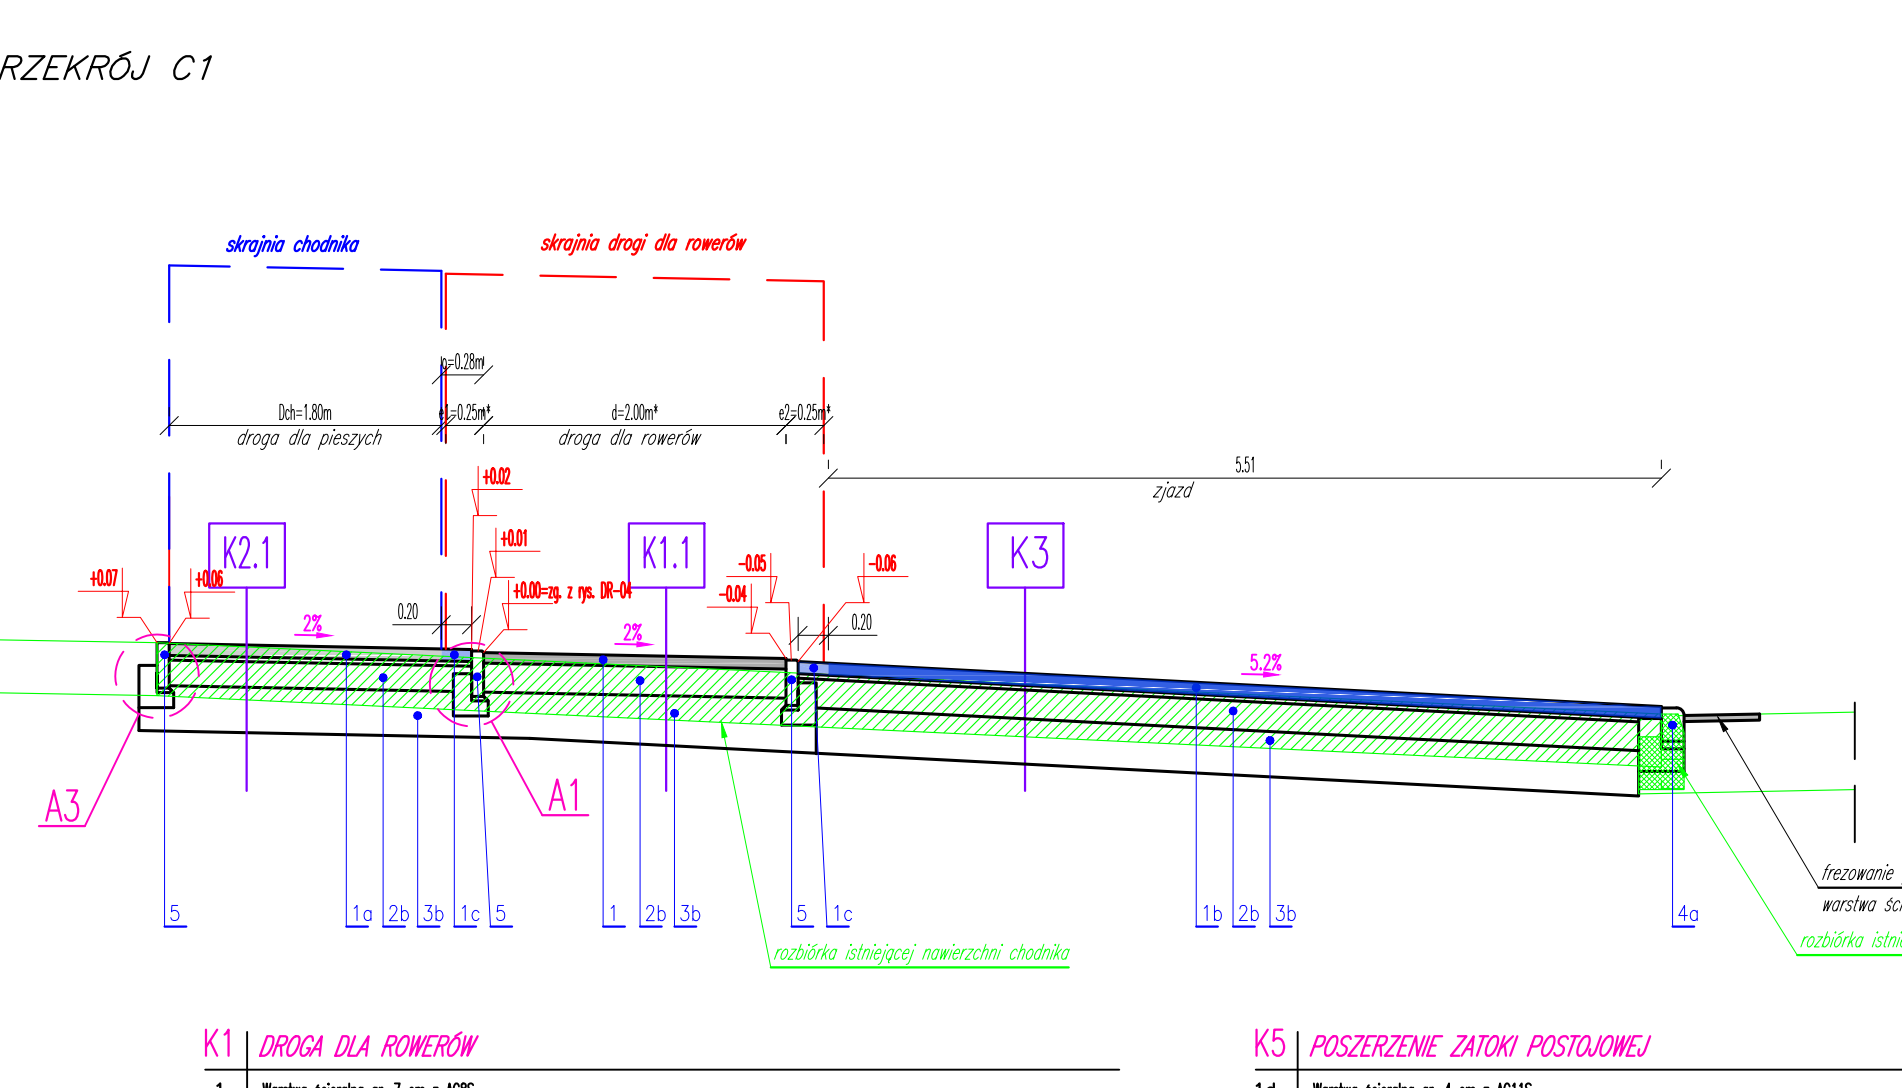 RZEKRÓJ C1
skrajnia chodnika
skrajnia drogi dla rowerów
o=0.28m
Dch=1.80m
e1=0.25m*
d=2.00m*
e2=0.25m*
droga dla pieszych
droga dla rowerów
5.51
zjazd
+0.02
K2.1
K1.1
K3
+0.01
+0.07
+0.06
+0.00=zg. z rys. DR-04
-0.05
-0.06
-0.04
0.20
0.20
2%
2%
5.2%
A3
A1
frezowanie
5
1a
2b
3b
1c
5
1
2b
3b
5
1c
1b
2b
3b
4a
rozbiórka istniejącej nawierzchni chodnika
K1 DROGA DLA ROWERÓW
K5 POSZERZENIE ZATOKI POSTOJOWEJ